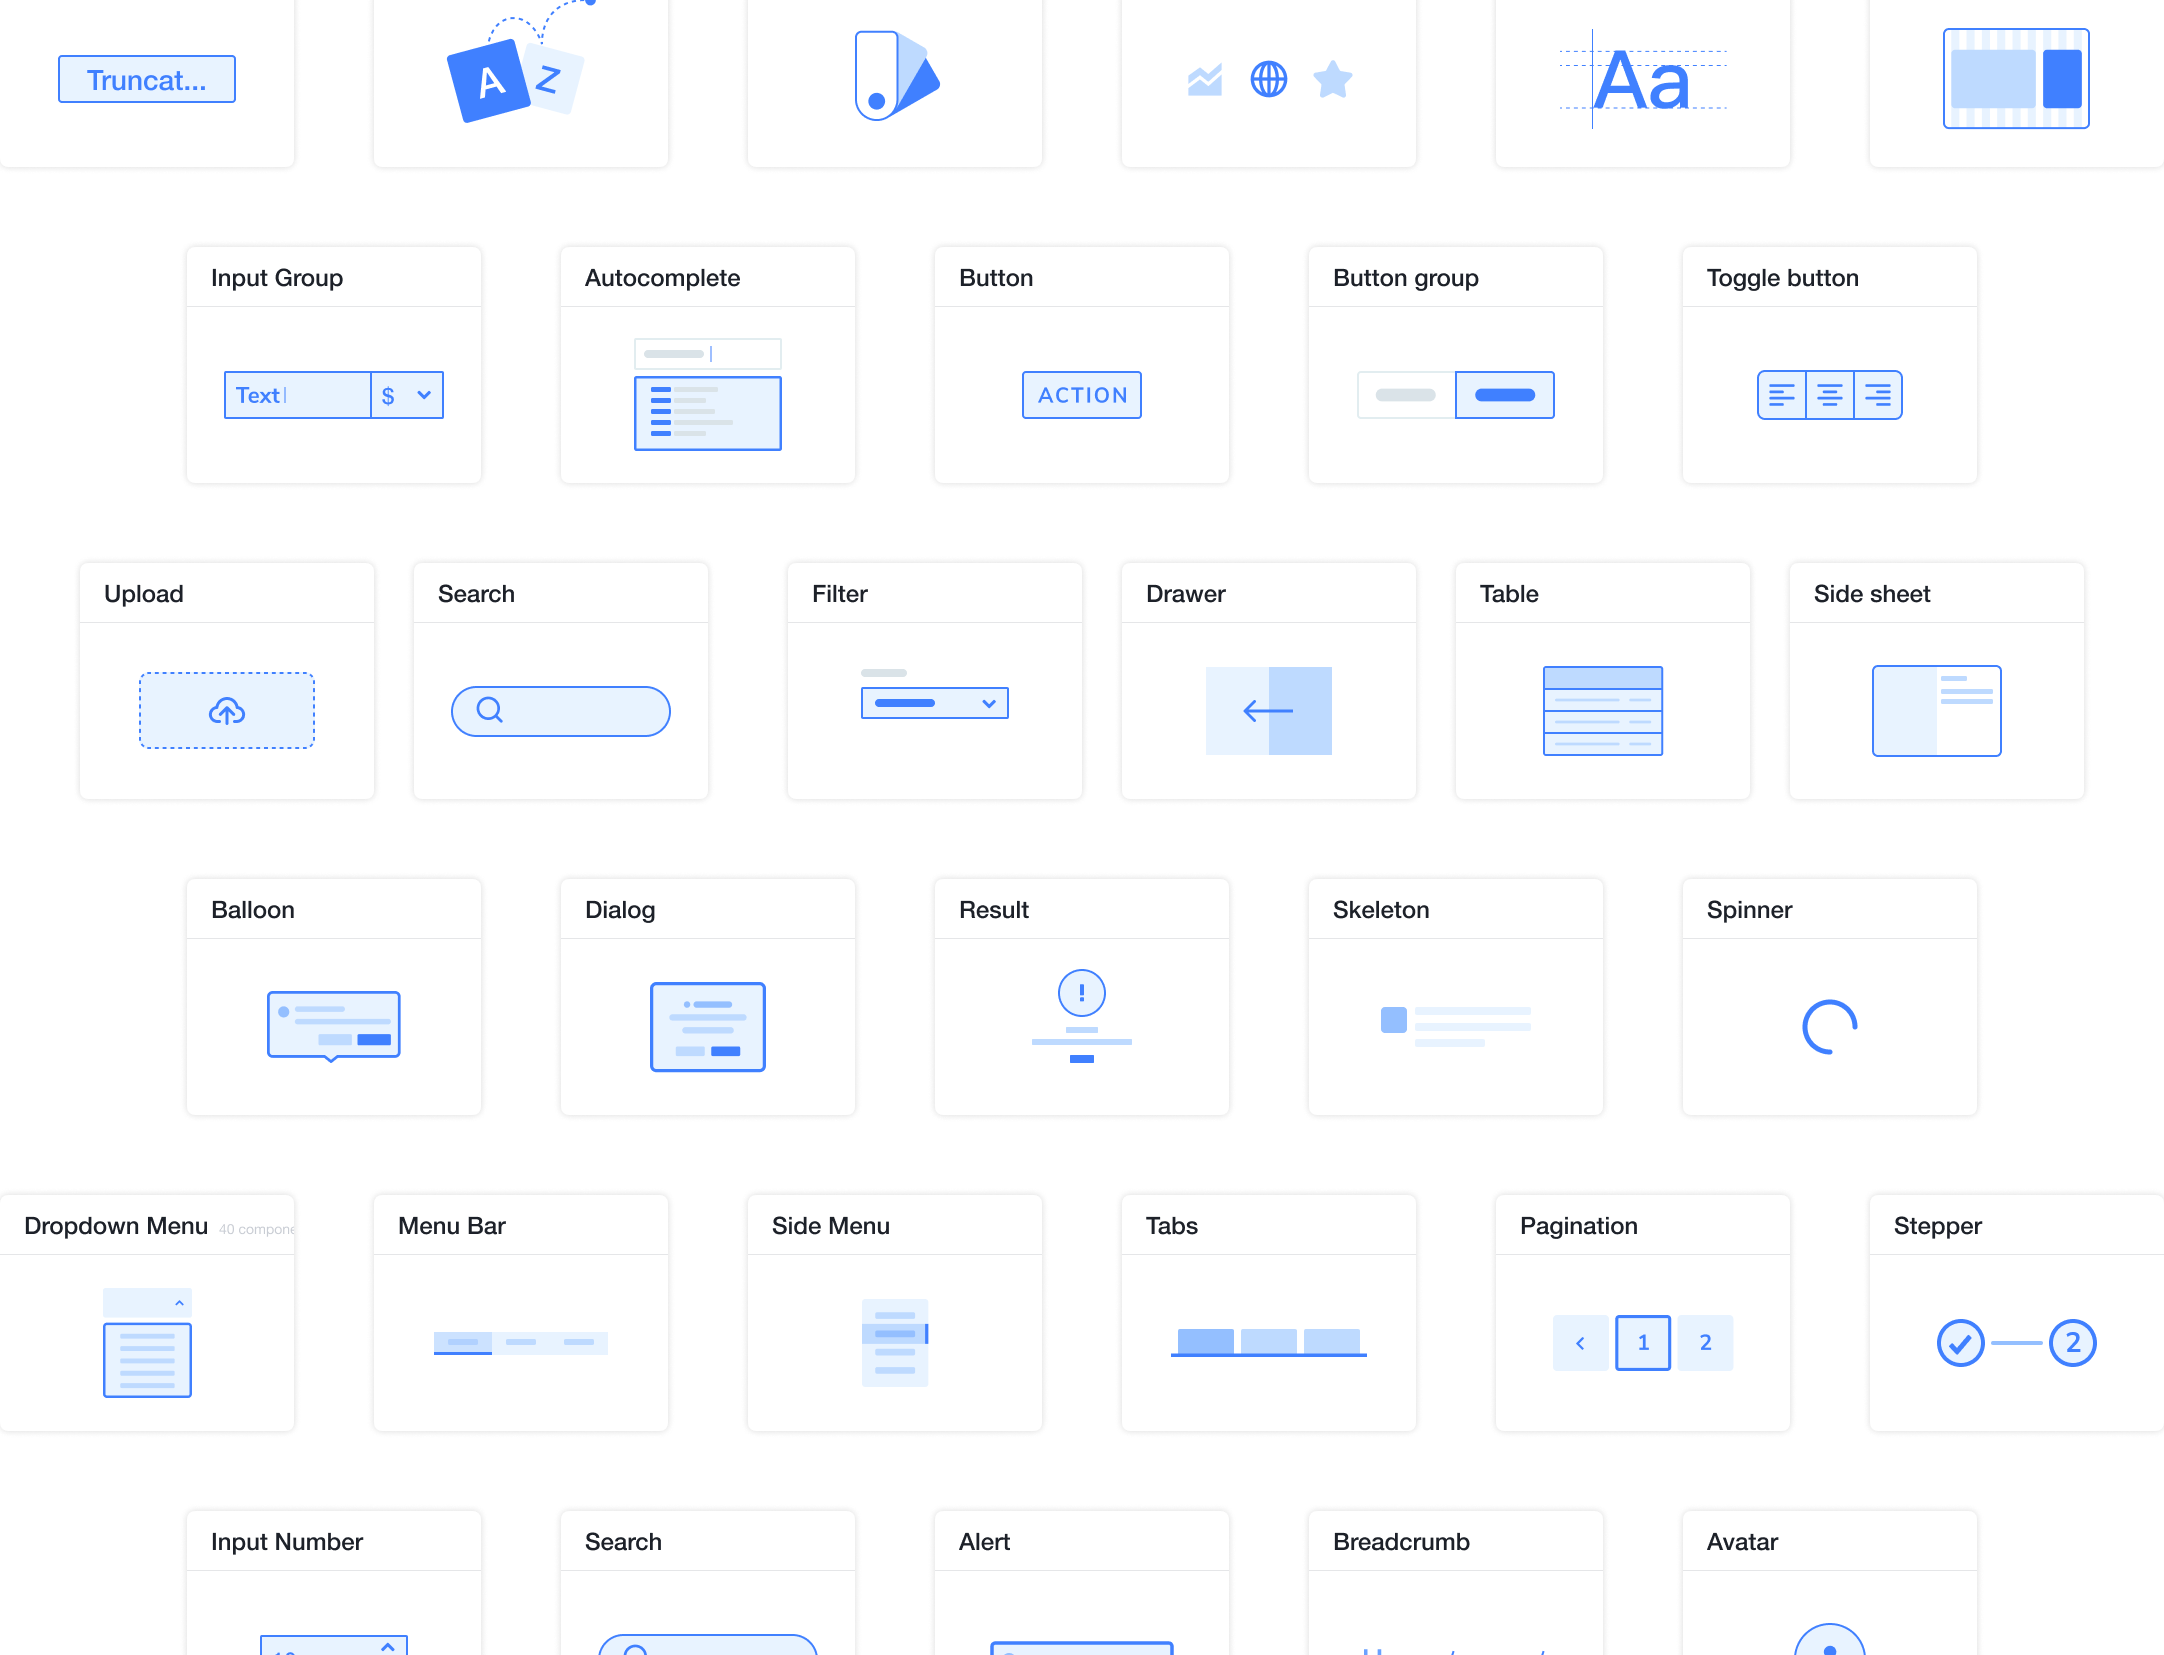 Truncat...
A Z
Aa
Input Group
Autocomplete
Button
Button group
Toggle button
Text
$
ACTION
Upload
Search
Filter
Drawer
Table
Side sheet
Balloon
Dialog
Result
Skeleton
Spinner
!
Dropdown Menu 40 compone
Menu Bar
Side Menu
Tabs
Pagination
Stepper
1 2
2
Input Number
Search
Alert
Breadcrumb
Avatar